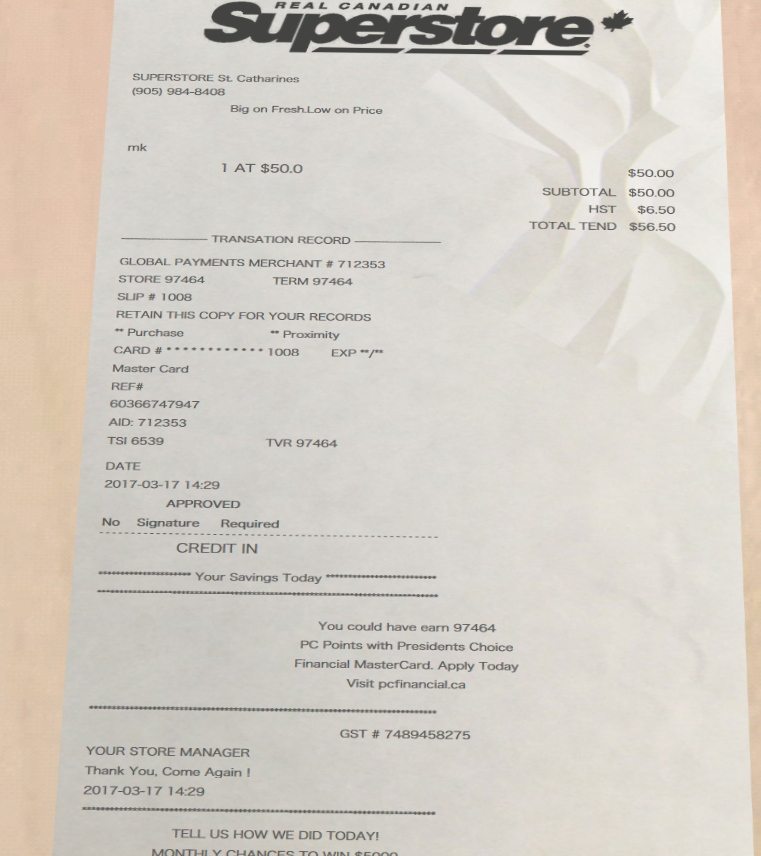 REAL CANADIAN
Superstore
SUPERSTORE St. Catharines
(905) 984-8408
Big on Fresh.Low on Price
mk
1 AT $50.0
$50.00
SUBTOTAL $50.00
HST $6.50
TOTAL TEND $56.50
---------------- TRANSATION RECORD ----------------
GLOBAL PAYMENTS MERCHANT # 712353
STORE 97464 TERM 97464
SLIP # 1008
RETAIN THIS COPY FOR YOUR RECORDS
** Purchase ** Proximity
CARD # * * * * * * * * * * * * 1008 EXP **/**
Master Card
REF#
60366747947
AID: 712353
TSI 6539 TVR 97464
DATE
2017-03-17 14:29
APPROVED
No Signature Required
CREDIT IN
********************** Your Savings Today **************************
You could have earn 97464
PC Points with Presidents Choice
Financial MasterCard. Apply Today
Visit pcfinancial.ca
GST # 7489458275
YOUR STORE MANAGER
Thank You, Come Again !
2017-03-17 14:29
TELL US HOW WE DID TODAY!
MONTHLY CHANCES TO WIN $5000